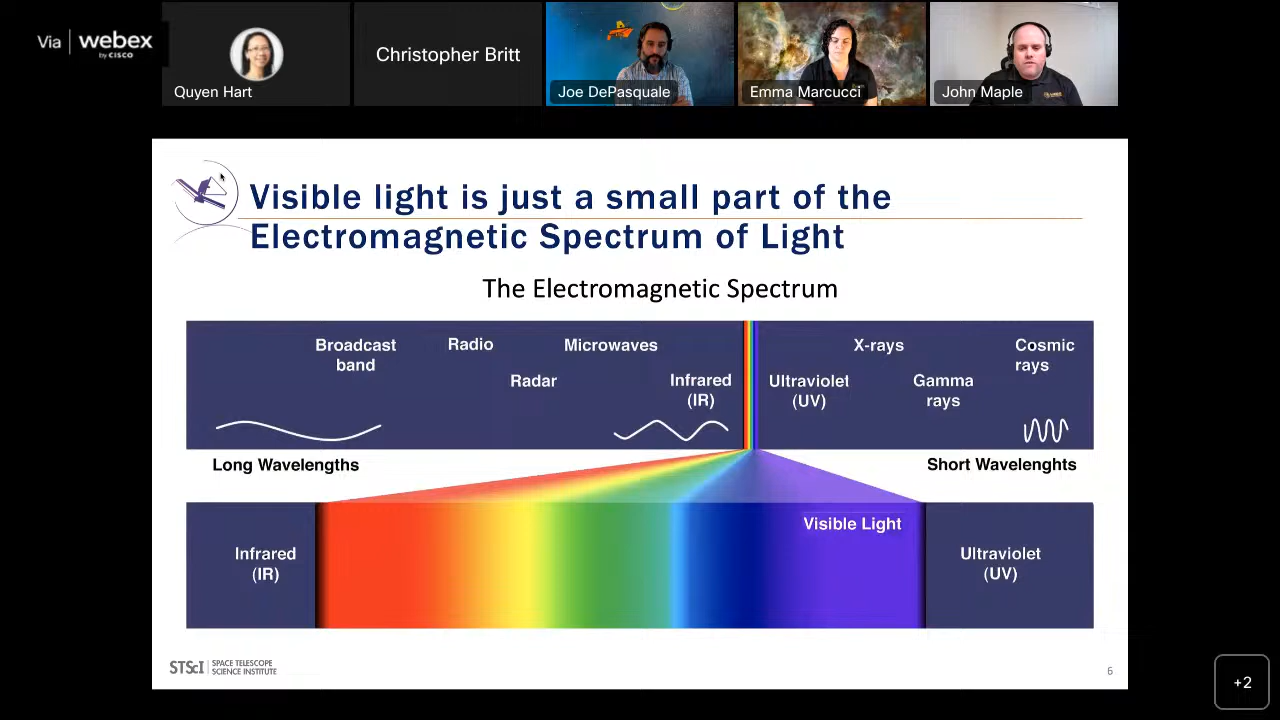 Via webex
by CISCO
Quyen Hart
Christopher Britt
Joe DePasquale
Emma Marcucci
John Maple
Visible light is just a small part of the
Electromagnetic Spectrum of Light
The Electromagnetic Spectrum
Broadcast
band
Radio
Radar
Microwaves
Infrared
(IR)
Ultraviolet
(UV)
X-rays
Gamma
rays
Cosmic
rays
Long Wavelengths
Short Wavelenghts
Visible Light
Infrared
(IR)
Ultraviolet
(UV)
STScI SPACE TELESCOPE
SCIENCE INSTITUTE
6
+2